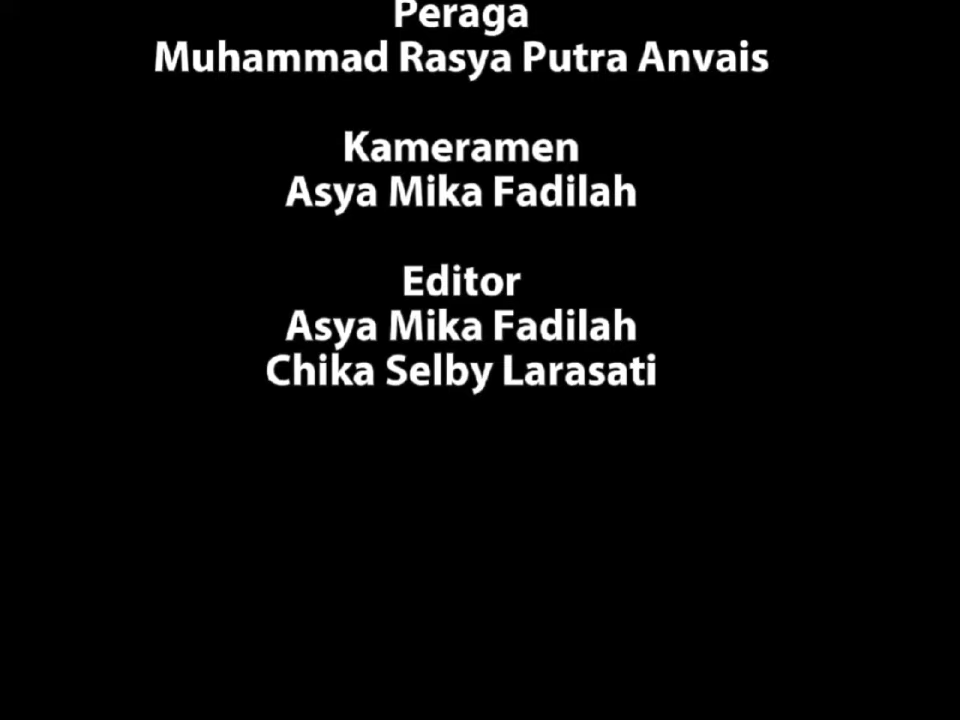 Peraga
Muhammad Rasya Putra Anvais
Kameramen
Asya Mika Fadilah
Editor
Asya Mika Fadilah
Chika Selby Larasati